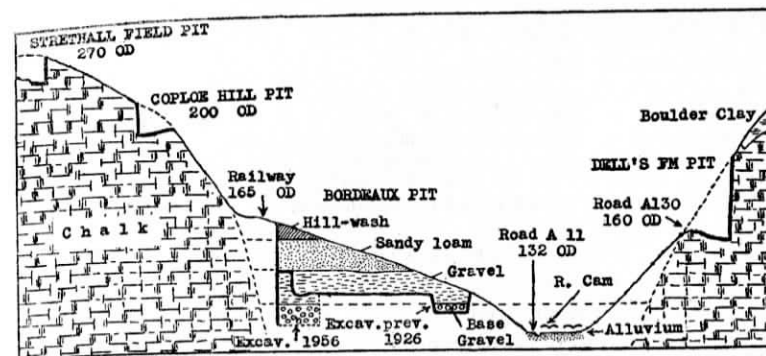 STRETHALL FIELD PIT
270 OD
COPLOE HILL PIT
200 OD
Boulder Clay
DELL'S FM PIT
Railway
165 OD
BORDEAUX PIT
Road A130
160 OD
Hill-wash
Chalk
Sandy loam
Road A 11
132 OD
Gravel
R. Cam
Excav. 1956
Excav. prev.
1926
Base
Gravel
Alluvium